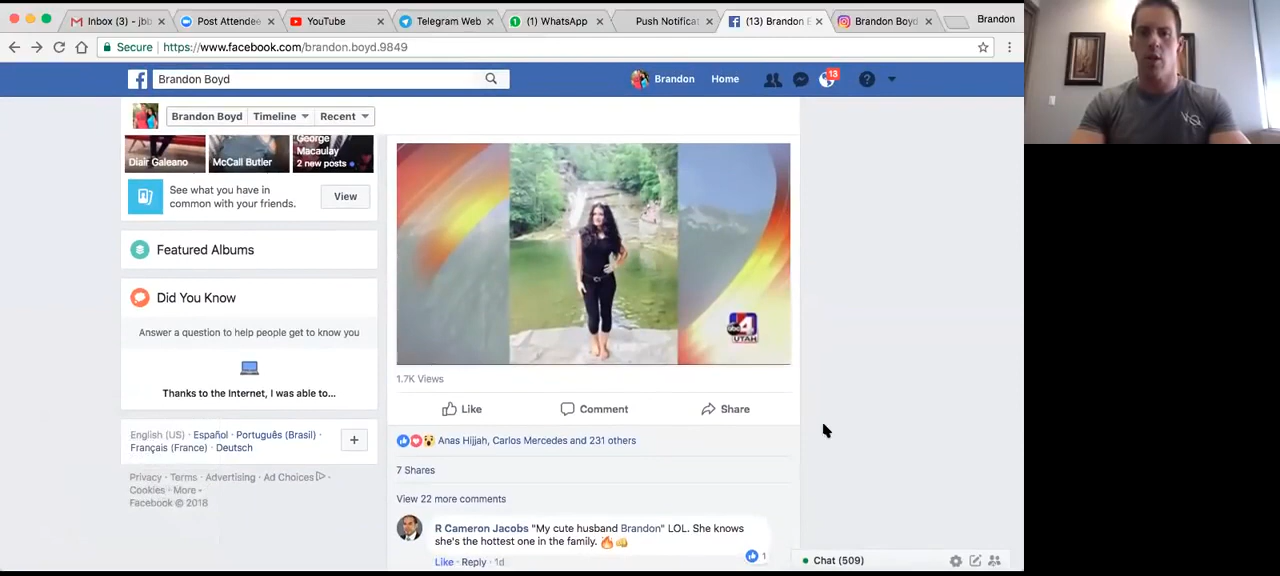 Inbox (3) - jbb
Post Attendee
YouTube
Telegram Web
(1) WhatsApp
Push Notificat
(13) Brandon B
Brandon Boyd
Brandon
Secure
https://www.facebook.com/brandon.boyd.9849
Brandon Boyd
Brandon
Home
13
Brandon Boyd
Timeline
Recent
Diair Galeano
McCall Butler
George
Macaulay
2 new posts
See what you have in
common with your friends.
View
Featured Albums
Did You Know
Answer a question to help people get to know you
Thanks to the Internet, I was able to...
English (US) · Español · Português (Brasil) ·
Français (France) · Deutsch
Privacy · Terms · Advertising · Ad Choices ·
Cookies · More
Facebook © 2018
abc 4
UTAH
1.7K Views
Like
Comment
Share
Anas Hijjah, Carlos Mercedes and 231 others
7 Shares
View 22 more comments
R Cameron Jacobs "My cute husband Brandon" LOL. She knows
she's the hottest one in the family.
1
Like · Reply · 1d
Chat (509)